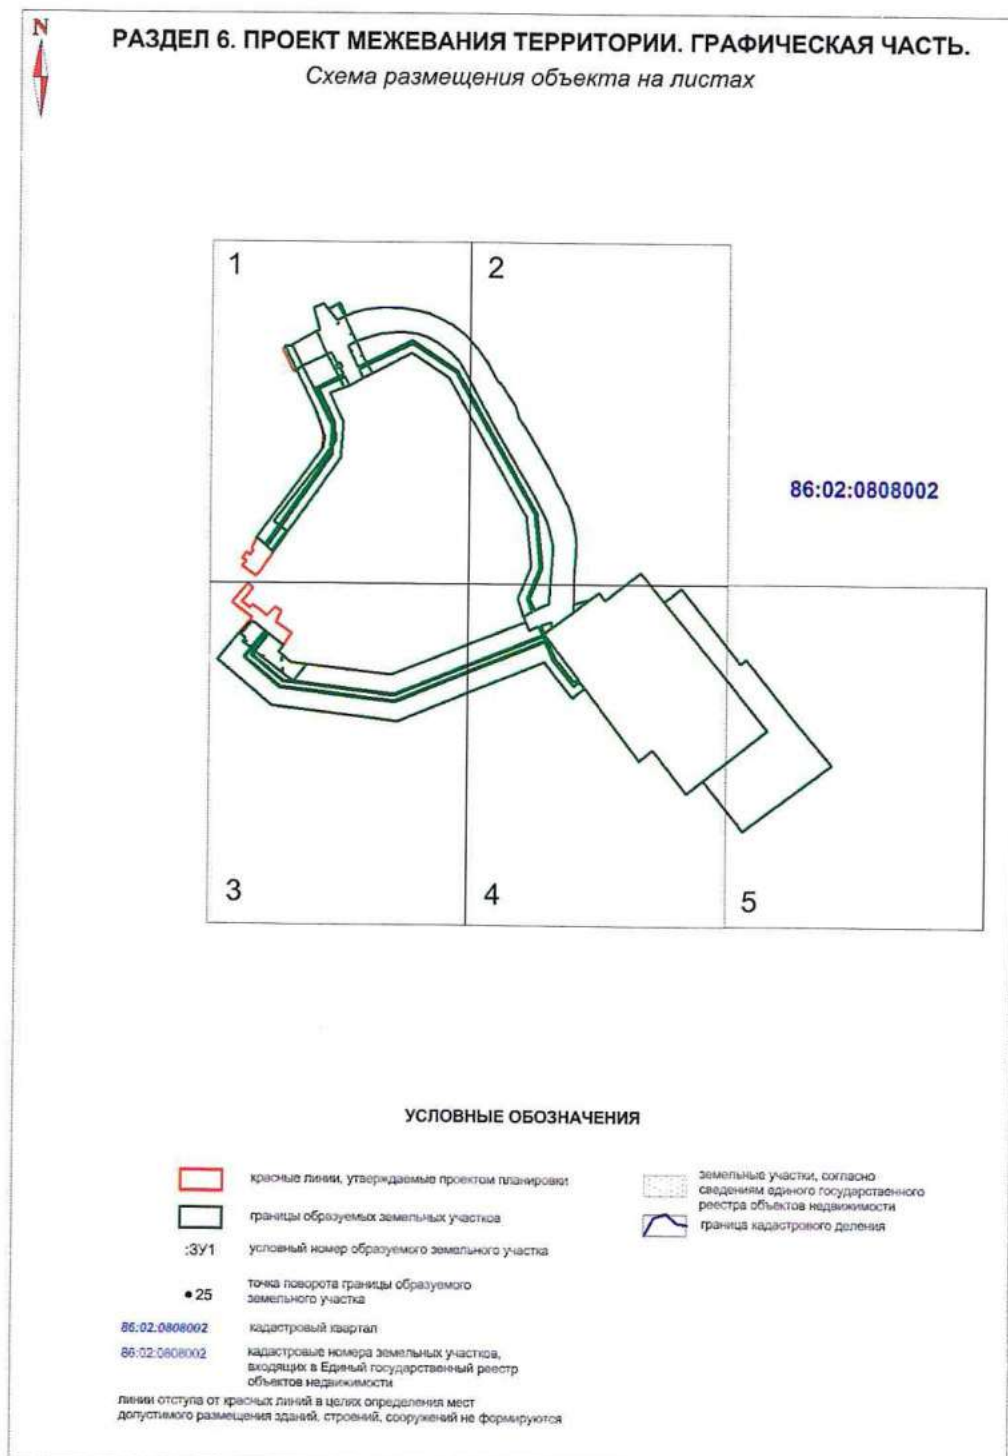 N
РАЗДЕЛ 6. ПРОЕКТ МЕЖЕВАНИЯ ТЕРРИТОРИИ. ГРАФИЧЕСКАЯ ЧАСТЬ.
Схема размещения объекта на листах
1
2
86:02:0808002
3
4
5
УСЛОВНЫЕ ОБОЗНАЧЕНИЯ
красные линии, утверждаемые проектом планировки
границы образуемых земельных участков
:ЗУ1 условный номер образуемого земельного участка
25 точка поворота границы образуемого
земельного участка
86:02:0808002 кадастровый квартал
86:02:0808002 кадастровые номера земельных участков,
входящих в Единый государственный реестр
объектов недвижимости
линии отступа от красных линий в целях определения мест
допустимого размещения зданий, строений, сооружений не формируются
земельные участки, согласно
сведениям единого государственного
реестра объектов недвижимости
граница кадастрового деления